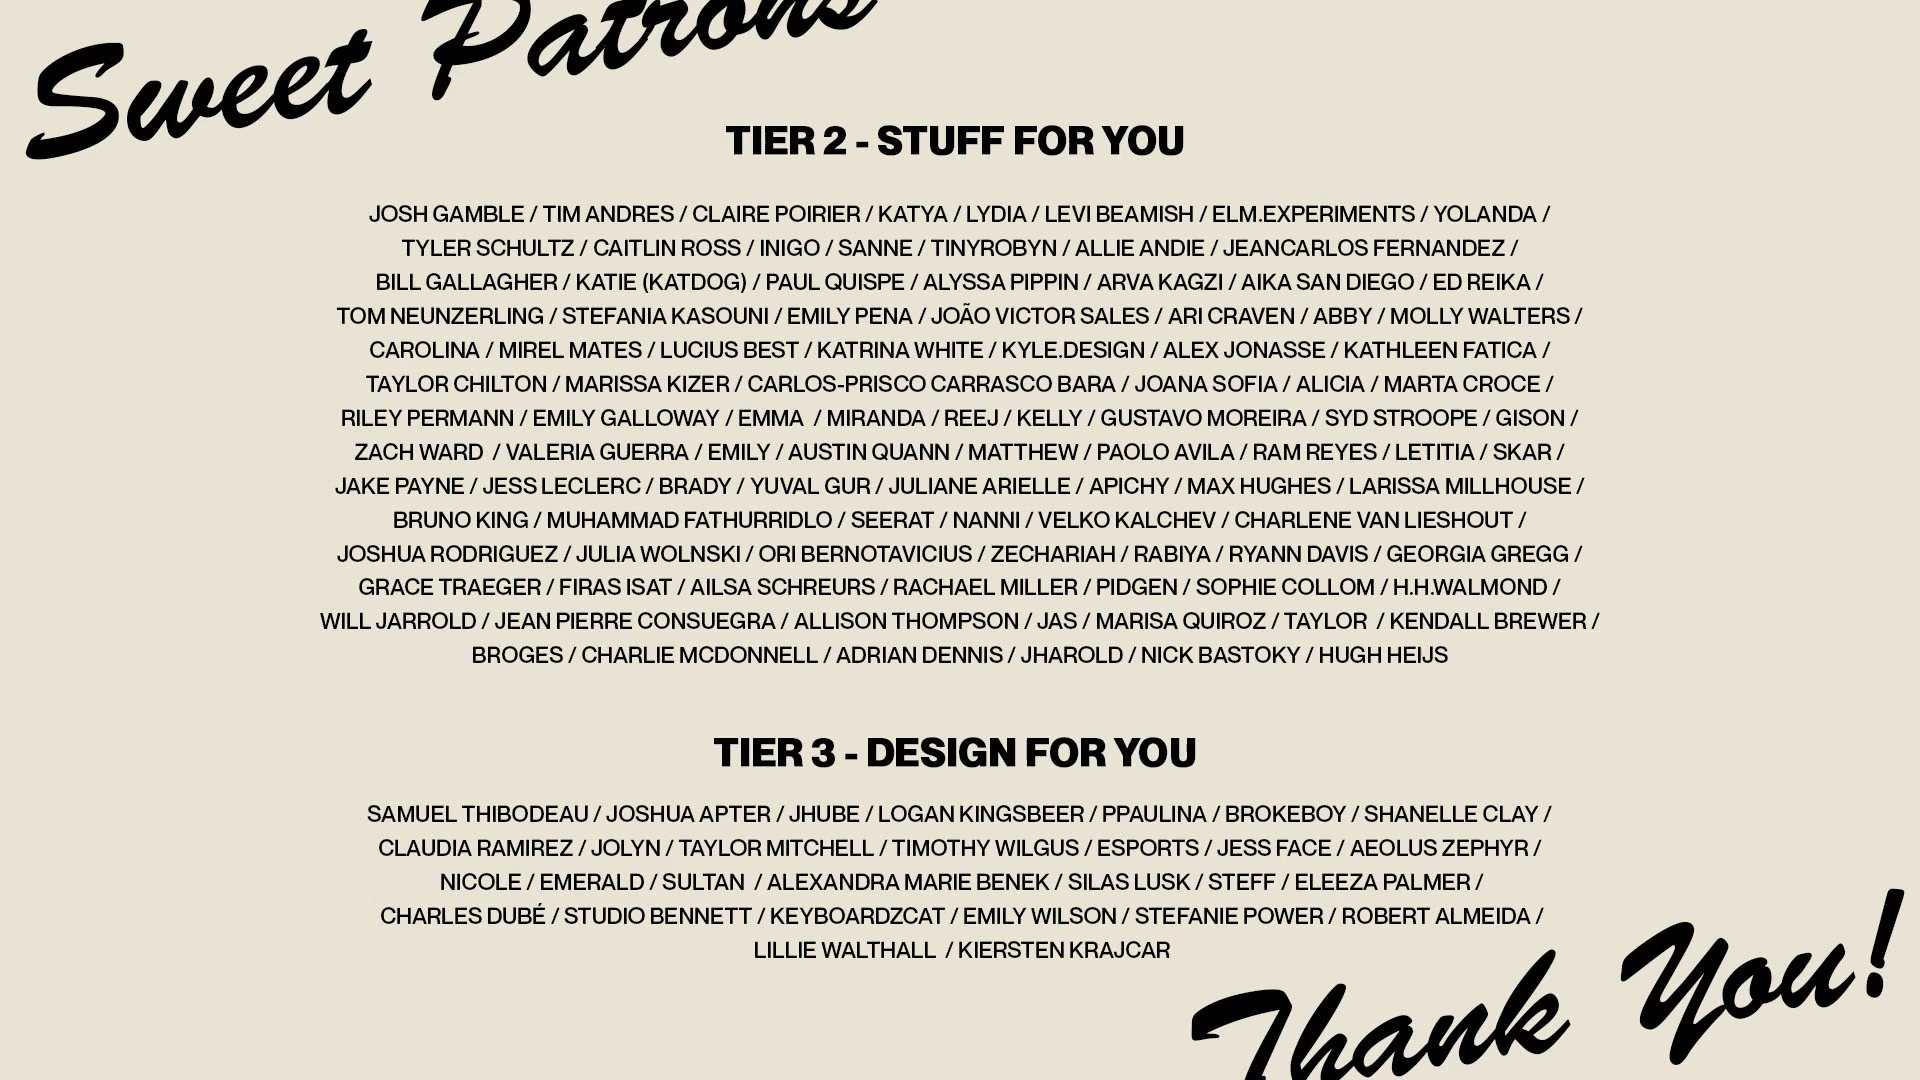 Sweet Patrons
TIER 2 - STUFF FOR YOU
JOSH GAMBLE / TIM ANDRES / CLAIRE POIRIER / KATYA / LYDIA / LEVI BEAMISH / ELM.EXPERIMENTS / YOLANDA /
TYLER SCHULTZ / CAITLIN ROSS / INIGO / SANNE / TINYROBYN / ALLIE ANDIE / JEANCARLOS FERNANDEZ /
BILL GALLAGHER / KATIE (KATDOG) / PAUL QUISPE / ALYSSA PIPPIN / ARVA KAGZI / AIKA SAN DIEGO / ED REIKA /
TOM NEUNZERLING / STEFANIA KASOUNI / EMILY PENA / JOÃO VICTOR SALES / ARI CRAVEN / ABBY / MOLLY WALTERS /
CAROLINA / MIREL MATES / LUCIUS BEST / KATRINA WHITE / KYLE.DESIGN / ALEX JONASSE / KATHLEEN FATICA /
TAYLOR CHILTON / MARISSA KIZER / CARLOS-PRISCO CARRASCO BARA / JOANA SOFIA / ALICIA / MARTA CROCE /
RILEY PERMANN / EMILY GALLOWAY / EMMA / MIRANDA / REEJ / KELLY / GUSTAVO MOREIRA / SYD STROOPE / GISON /
ZACH WARD / VALERIA GUERRA / EMILY / AUSTIN QUANN / MATTHEW / PAOLO AVILA / RAM REYES / LETITIA / SKAR /
JAKE PAYNE / JESS LECLERC / BRADY / YUVAL GUR / JULIANE ARIELLE / APICHY / MAX HUGHES / LARISSA MILLHOUSE /
BRUNO KING / MUHAMMAD FATHURRIDLO / SEERAT / NANNI / VELKO KALCHEV / CHARLENE VAN LIESHOUT /
JOSHUA RODRIGUEZ / JULIA WOLNSKI / ORI BERNOTAVICIUS / ZECHARIAH / RABIYA / RYANN DAVIS / GEORGIA GREGG /
GRACE TRAEGER / FIRAS ISAT / AILSA SCHREURS / RACHAEL MILLER / PIDGEN / SOPHIE COLLOM / H.H.WALMOND /
WILL JARROLD / JEAN PIERRE CONSUEGRA / ALLISON THOMPSON / JAS / MARISA QUIROZ / TAYLOR / KENDALL BREWER /
BROGES / CHARLIE MCDONNELL / ADRIAN DENNIS / JHAROLD / NICK BASTOKY / HUGH HEIJS
TIER 3 - DESIGN FOR YOU
SAMUEL THIBODEAU / JOSHUA APTER / JHUBE / LOGAN KINGSBEER / PPAULINA / BROKEBOY / SHANELLE CLAY /
CLAUDIA RAMIREZ / JOLYN / TAYLOR MITCHELL / TIMOTHY WILGUS / ESPORTS / JESS FACE / AEOLUS ZEPHYR /
NICOLE / EMERALD / SULTAN / ALEXANDRA MARIE BENEK / SILAS LUSK / STEFF / ELEEZA PALMER /
CHARLES DUBÉ / STUDIO BENNETT / KEYBOARDZCAT / EMILY WILSON / STEFANIE POWER / ROBERT ALMEIDA /
LILLIE WALTHALL / KIERSTEN KRAJCAR
Thank You!